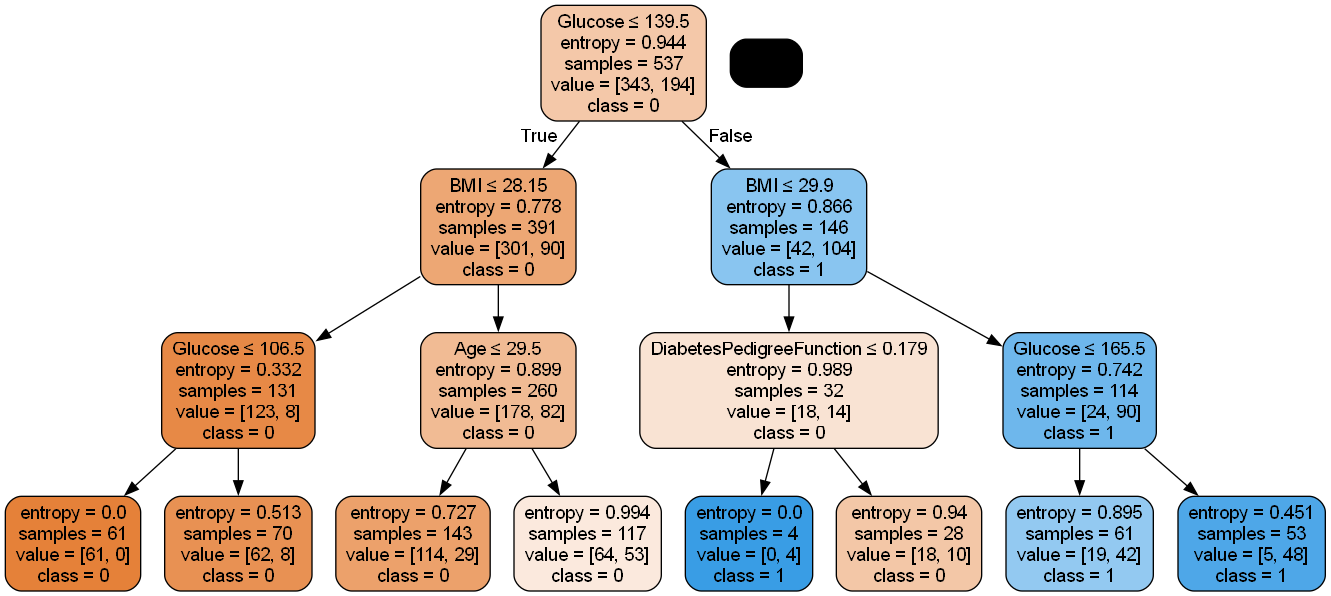 Glucose ≤ 139.5
entropy = 0.944
samples = 537
value = [343, 194]
class = 0
True
False
BMI ≤ 28.15
entropy = 0.778
samples = 391
value = [301, 90]
class = 0
BMI ≤ 29.9
entropy = 0.866
samples = 146
value = [42, 104]
class = 1
Glucose ≤ 106.5
entropy = 0.332
samples = 131
value = [123, 8]
class = 0
Age ≤ 29.5
entropy = 0.899
samples = 260
value = [178, 82]
class = 0
DiabetesPedigreeFunction ≤ 0.179
entropy = 0.989
samples = 32
value = [18, 14]
class = 0
Glucose ≤ 165.5
entropy = 0.742
samples = 114
value = [24, 90]
class = 1
entropy = 0.0
samples = 61
value = [61, 0]
class = 0
entropy = 0.513
samples = 70
value = [62, 8]
class = 0
entropy = 0.727
samples = 143
value = [114, 29]
class = 0
entropy = 0.994
samples = 117
value = [64, 53]
class = 0
entropy = 0.0
samples = 4
value = [0, 4]
class = 1
entropy = 0.94
samples = 28
value = [18, 10]
class = 0
entropy = 0.895
samples = 61
value = [19, 42]
class = 1
entropy = 0.451
samples = 53
value = [5, 48]
class = 1